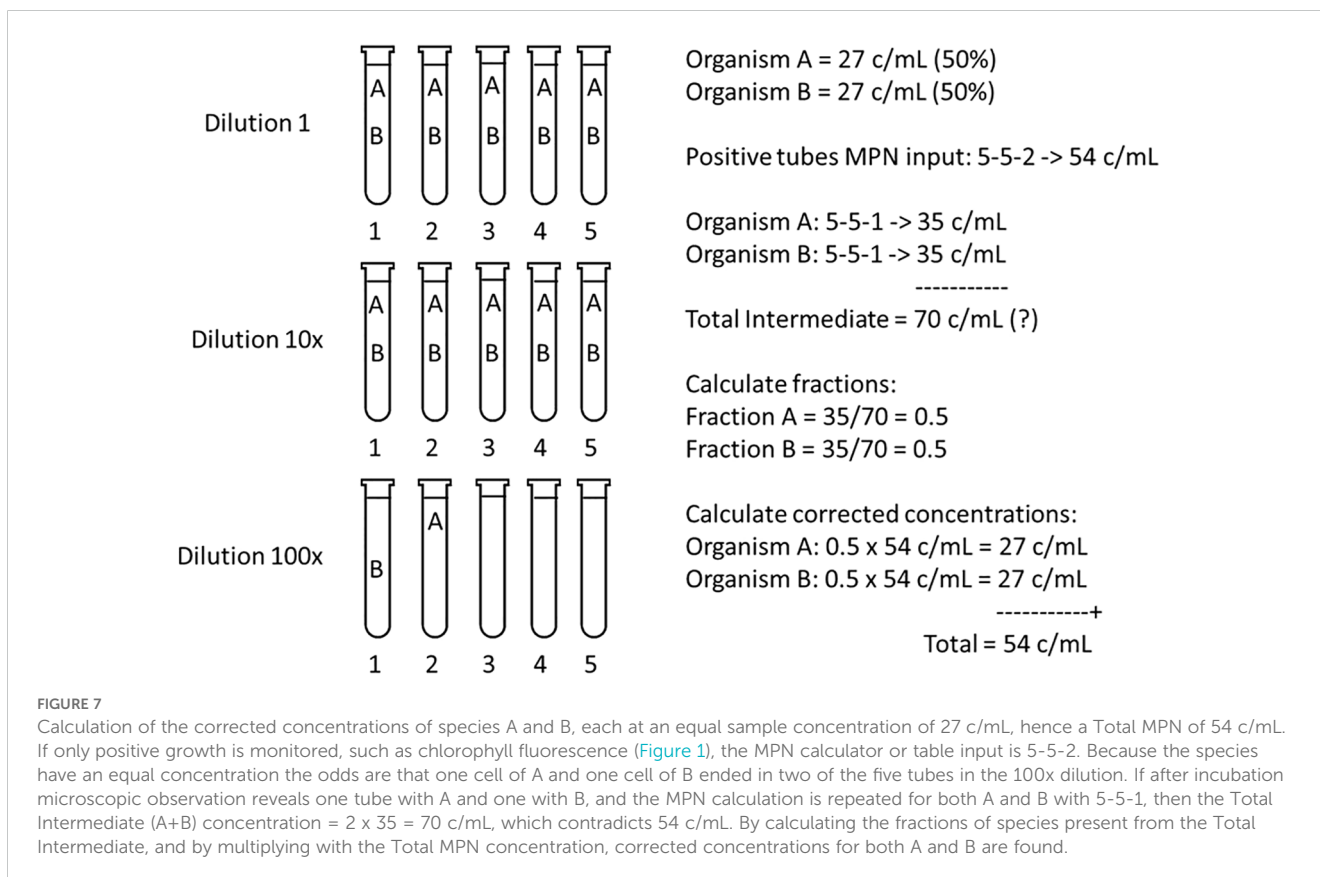 Dilution 1
A A A A A
B B B B B
1 2 3 4 5
Dilution 10x
A A A A A
B B B B B
1 2 3 4 5
Dilution 100x
A
B
1 2 3 4 5
Organism A = 27 c/mL (50%)
Organism B = 27 c/mL (50%)
Positive tubes MPN input: 5-5-2 -> 54 c/mL
Organism A: 5-5-1 -> 35 c/mL
Organism B: 5-5-1 -> 35 c/mL
-----------
Total Intermediate = 70 c/mL (?)
Calculate fractions:
Fraction A = 35/70 = 0.5
Fraction B = 35/70 = 0.5
Calculate corrected concentrations:
Organism A: 0.5 x 54 c/mL = 27 c/mL
Organism B: 0.5 x 54 c/mL = 27 c/mL
-----------+
Total = 54 c/mL
FIGURE 7
Calculation of the corrected concentrations of species A and B, each at an equal sample concentration of 27 c/mL, hence a Total MPN of 54 c/mL.
If only positive growth is monitored, such as chlorophyll fluorescence (Figure 1), the MPN calculator or table input is 5-5-2. Because the species
have an equal concentration the odds are that one cell of A and one cell of B ended in two of the five tubes in the 100x dilution. If after incubation
microscopic observation reveals one tube with A and one with B, and the MPN calculation is repeated for both A and B with 5-5-1, then the Total
Intermediate (A+B) concentration = 2 x 35 = 70 c/mL, which contradicts 54 c/mL. By calculating the fractions of species present from the Total
Intermediate, and by multiplying with the Total MPN concentration, corrected concentrations for both A and B are found.